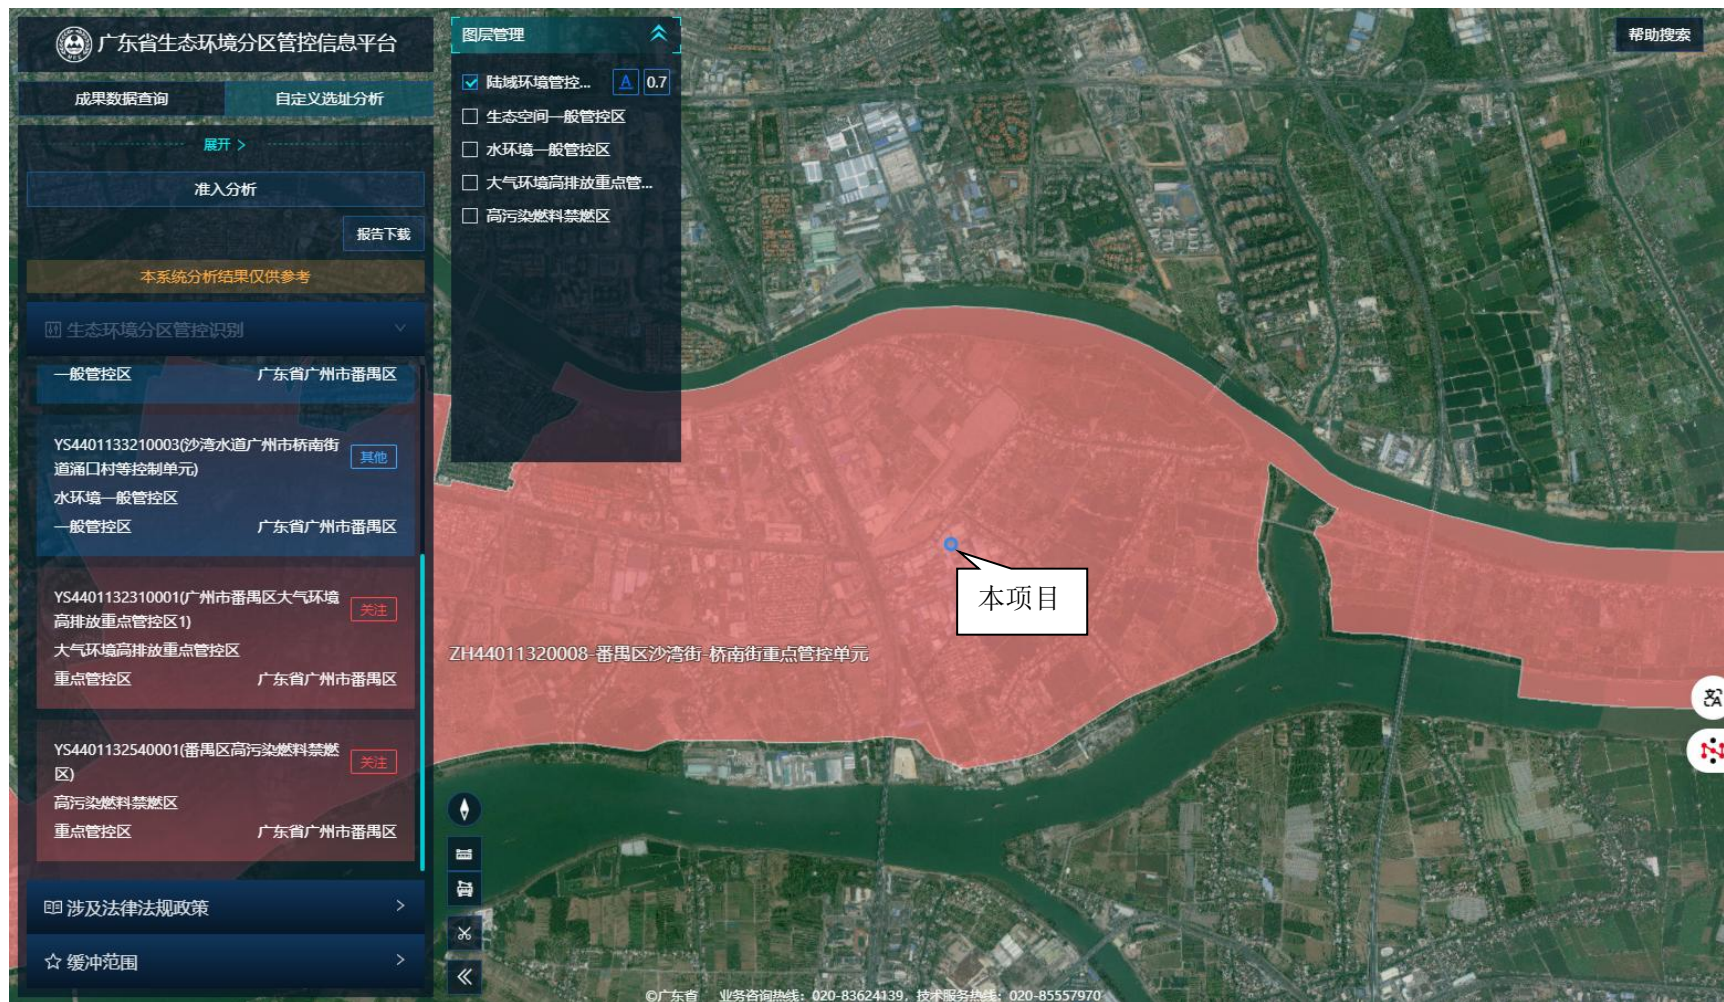 广东省生态环境分区管控信息平台
成果数据查询
自定义选址分析
展开 >
准入分析
报告下载
本系统分析结果仅供参考
生态环境分区管控识别
一般管控区
广东省广州市番禺区
YS4401133210003(沙湾水道广州市桥南街
道涌口村等控制单元)
其他
水环境一般管控区
一般管控区
广东省广州市番禺区
YS4401132310001(广州市番禺区大气环境
高排放重点管控区1)
关注
大气环境高排放重点管控区
重点管控区
广东省广州市番禺区
YS4401132540001(番禺区高污染燃料禁燃
区)
关注
高污染燃料禁燃区
重点管控区
广东省广州市番禺区
涉及法律法规政策
缓冲范围
图层管理
陆域环境管控...
A
0.7
生态空间一般管控区
水环境一般管控区
大气环境高排放重点管...
高污染燃料禁燃区
帮助搜索
本项目
ZH44011320008-番禺区沙湾街-桥南街重点管控单元
©广东省 业务咨询热线：020-83624139，技术服务热线：020-85557970